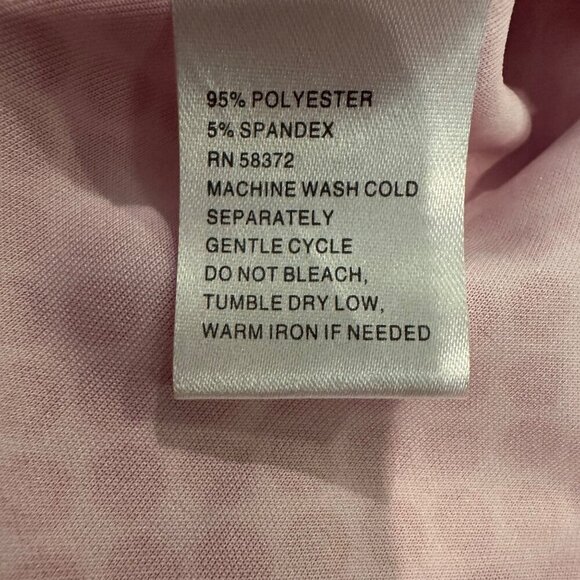 95% POLYESTER
5% SPANDEX
RN 58372
MACHINE WASH COLD
SEPARATELY
GENTLE CYCLE
DO NOT BLEACH,
TUMBLE DRY LOW,
WARM IRON IF NEEDED